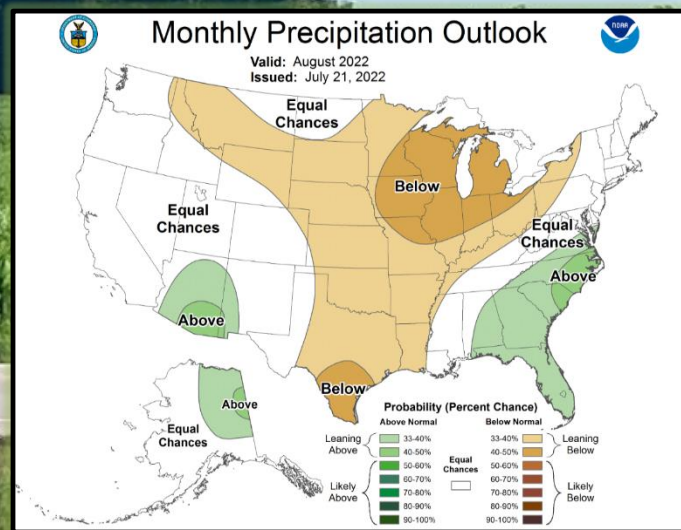 Monthly Precipitation Outlook
NOAA
Valid: August 2022
Issued: July 21, 2022
Equal
Chances
Below
Equal
Chances
Equal
Chances
Above
Above
Below
Above
Equal
Chances
Probability (Percent Chance)
Above Normal
Below Normal
Leaning
Above
33-40%
40-50%
Likely
Above
50-60%
60-70%
70-80%
80-90%
90-100%
Equal
Chances
33-40%
40-50%
Leaning
Below
50-60%
60-70%
70-80%
80-90%
90-100%
Likely
Below